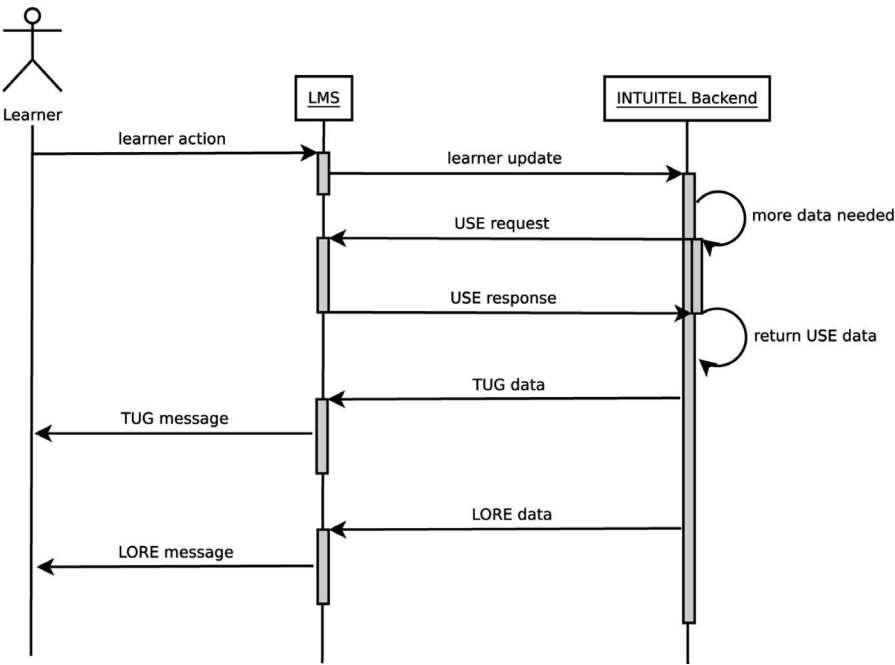 LMS
INTUITEL Backend
Learner
learner action
learner update
more data needed
USE request
USE response
return USE data
TUG data
TUG message
LORE data
LORE message